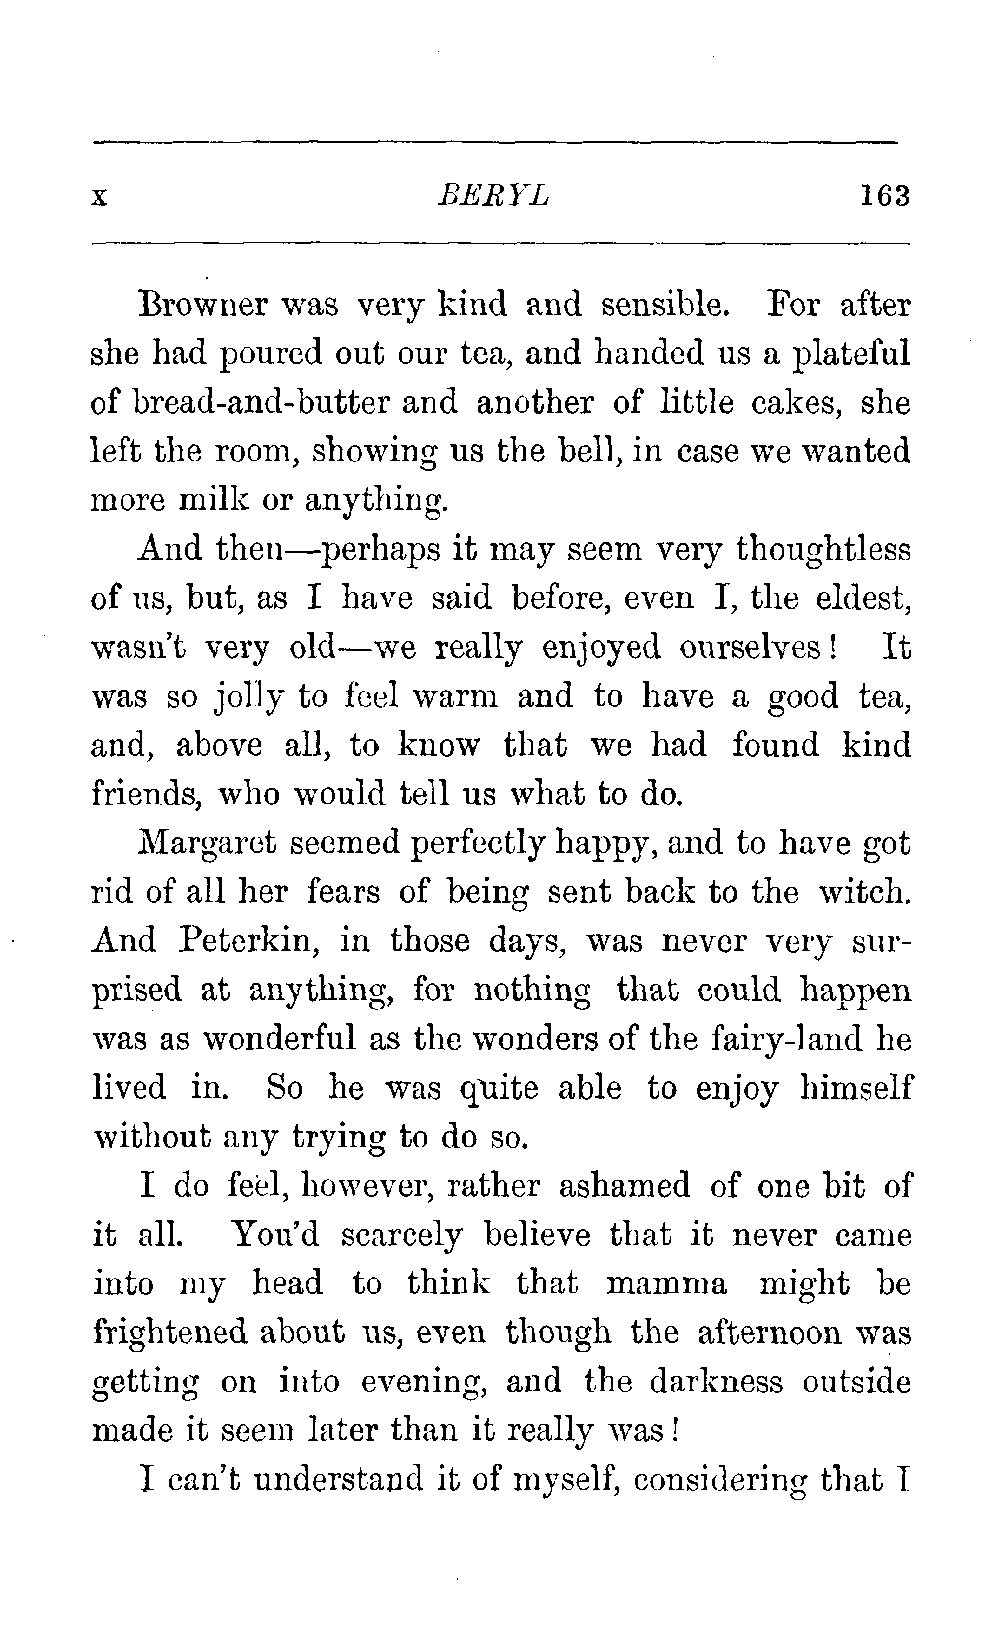 x BERYL 163
Browner was very kind and sensible. For after
she had poured out our tea, and handed us a plateful
of bread-and-butter and another of little cakes, she
left the room, showing us the bell, in case we wanted
more milk or anything.
And then—perhaps it may seem very thoughtless
of us, but, as I have said before, even I, the eldest,
wasn't very old—we really enjoyed ourselves! It
was so jolly to feel warm and to have a good tea,
and, above all, to know that we had found kind
friends, who would tell us what to do.
Margaret seemed perfectly happy, and to have got
rid of all her fears of being sent back to the witch.
And Peterkin, in those days, was never very sur-
prised at anything, for nothing that could happen
was as wonderful as the wonders of the fairy-land he
lived in. So he was quite able to enjoy himself
without any trying to do so.
I do feel, however, rather ashamed of one bit of
it all. You'd scarcely believe that it never came
into my head to think that mamma might be
frightened about us, even though the afternoon was
getting on into evening, and the darkness outside
made it seem later than it really was!
I can't understand it of myself, considering that I